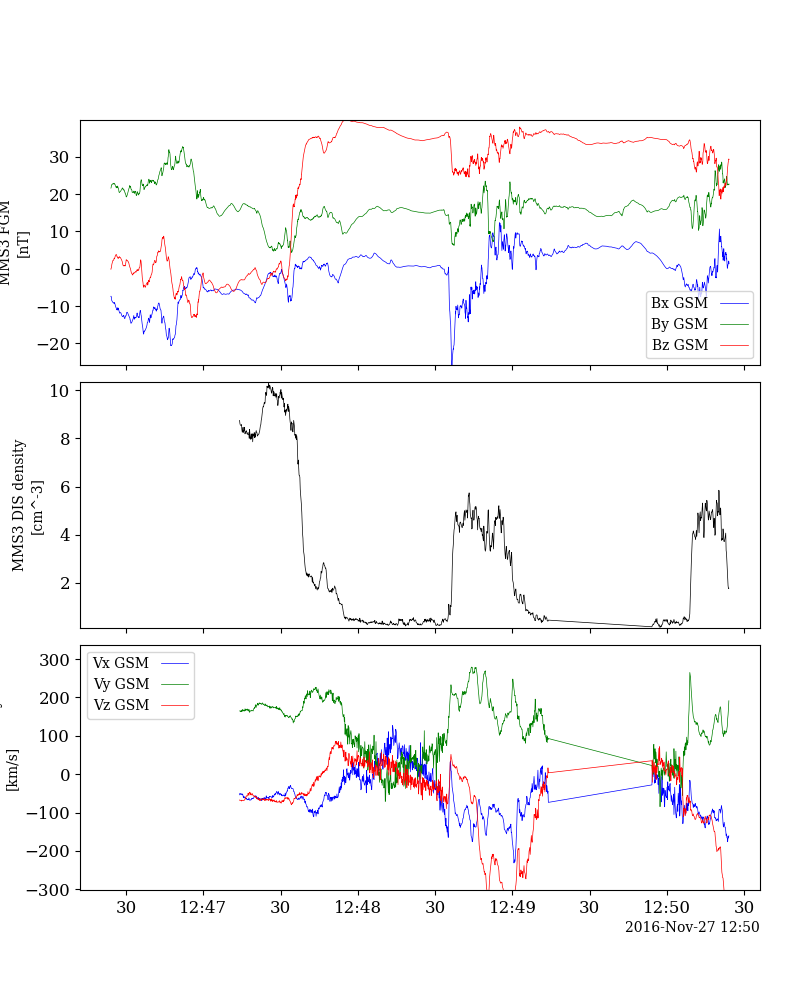 30
20
10
0
−10
−20
MMS3 FGM
[nT]
Bx GSM
By GSM
Bz GSM
10
8
6
4
2
MMS3 DIS density
[cm^-3]
300
200
100
0
−100
−200
−300
[km/s]
Vx GSM
Vy GSM
Vz GSM
30 12:47 30 12:48 30 12:49 30 12:50 30
2016-Nov-27 12:50